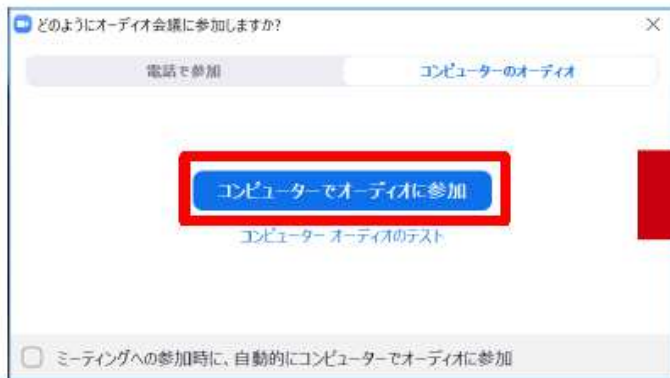 どのようにオーディオ会議に参加しますか?
電話で参加
コンピューターのオーディオ
コンピューターでオーディオに参加
コンピューター オーディオのテスト
ミーティングへの参加時に、自動的にコンピューターでオーディオに参加